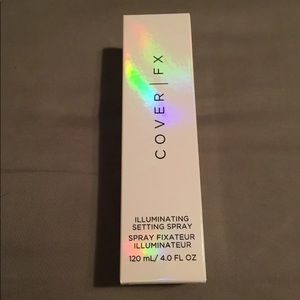 COVER | FX
ILLUMINATING
SETTING SPRAY
SPRAY FIXATEUR
ILLUMINATEUR
120 mL/ 4.0 FL OZ